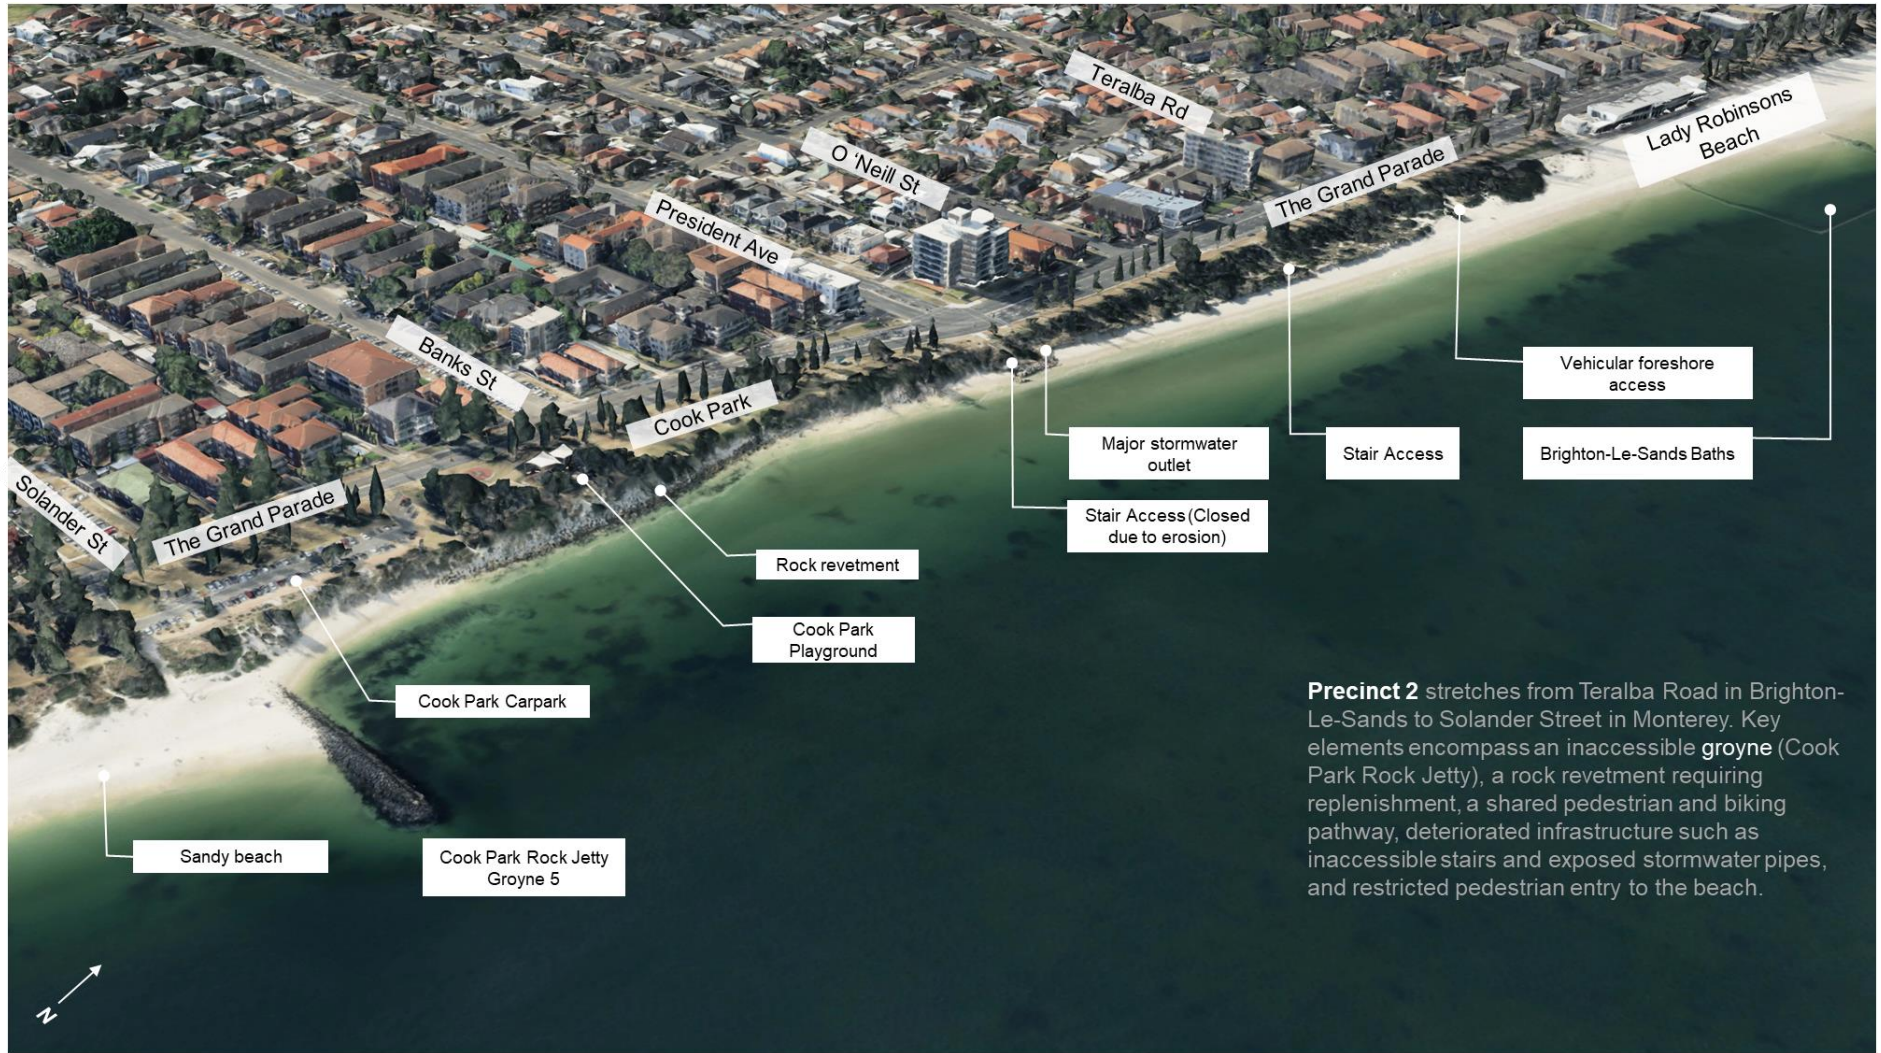 Teralba Rd
Lady Robinsons
Beach
O ‘Neill St
The Grand Parade
President Ave
Vehicular foreshore
access
Banks St
Cook Park
Major stormwater
outlet
Stair Access
Brighton-Le-Sands Baths
Solander St
The Grand Parade
Stair Access (Closed
due to erosion)
Rock revetment
Cook Park
Playground
Cook Park Carpark
Precinct 2 stretches from Teralba Road in Brighton-
Le-Sands to Solander Street in Monterey. Key
elements encompass an inaccessible groyne (Cook
Park Rock Jetty), a rock revetment requiring
replenishment, a shared pedestrian and biking
pathway, deteriorated infrastructure such as
inaccessible stairs and exposed stormwater pipes,
and restricted pedestrian entry to the beach.
Sandy beach
Cook Park Rock Jetty
Groyne 5
N